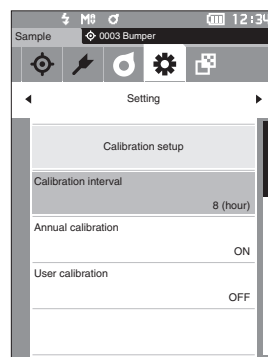 M 12:34
Sample 0003 Bumper
Setting
Calibration setup
Calibration interval
8 (hour)
Annual calibration
ON
User calibration
OFF